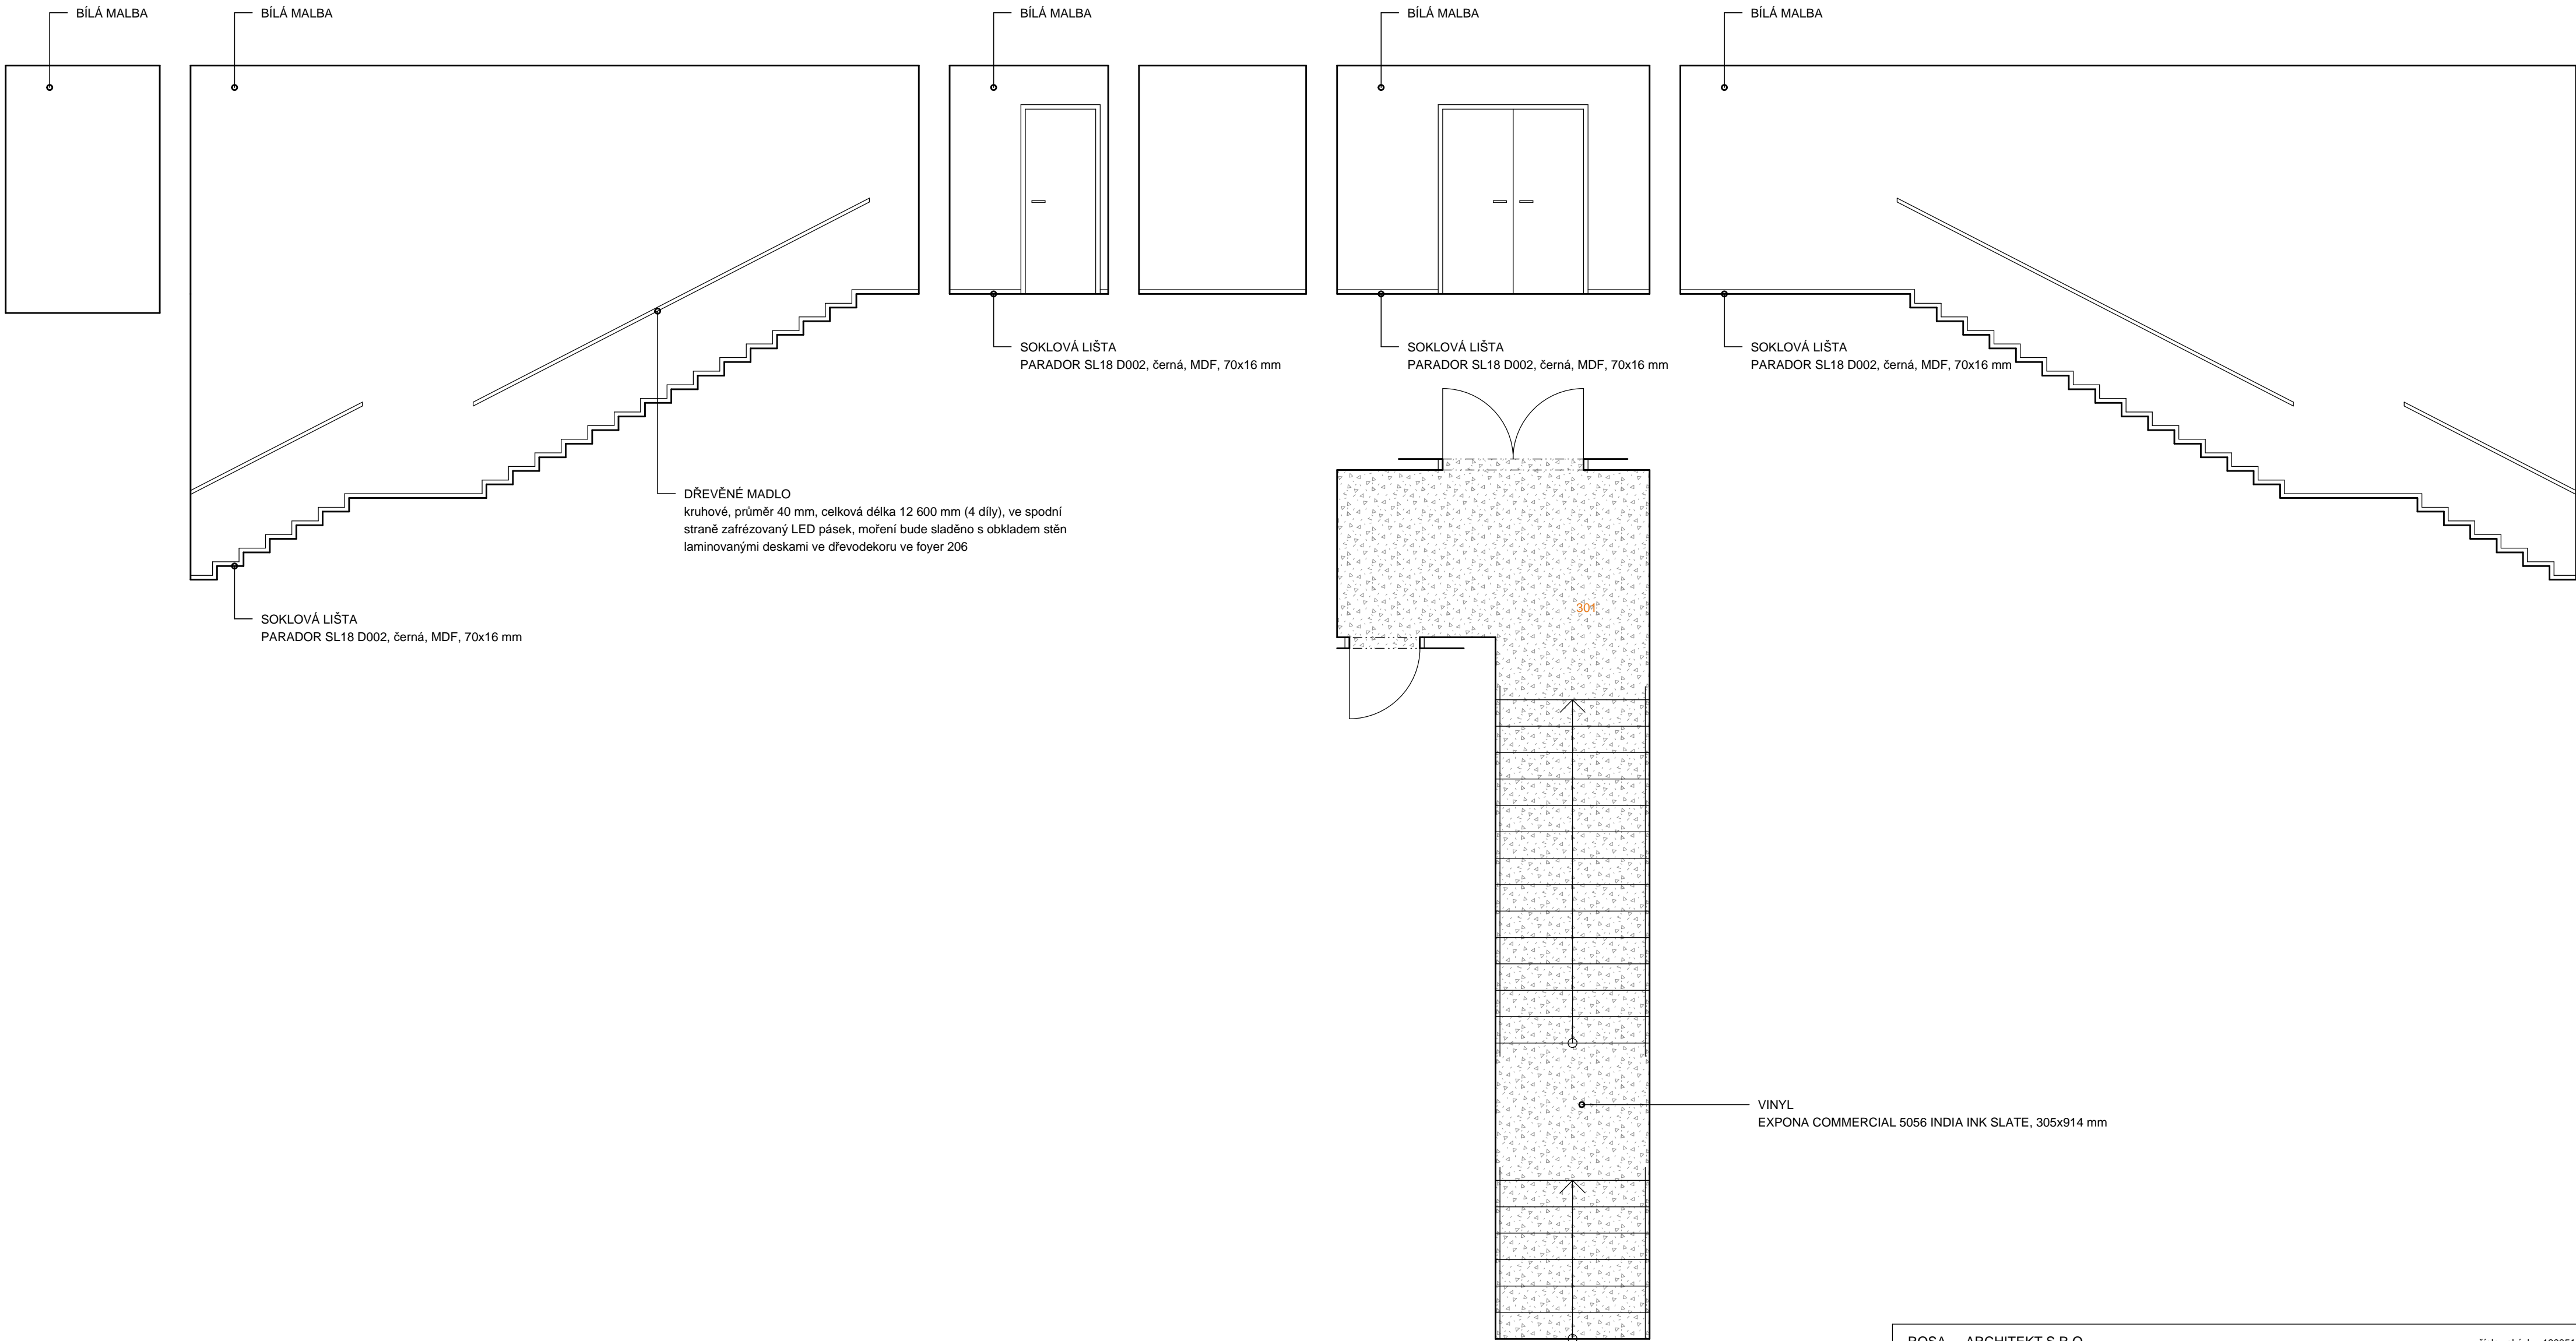 BÍLÁ MALBA
BÍLÁ MALBA
BÍLÁ MALBA
BÍLÁ MALBA
BÍLÁ MALBA
SOKLOVÁ LIŠTA
PARADOR SL18 D002, černá, MDF, 70x16 mm
SOKLOVÁ LIŠTA
PARADOR SL18 D002, černá, MDF, 70x16 mm
SOKLOVÁ LIŠTA
PARADOR SL18 D002, černá, MDF, 70x16 mm
DŘEVĚNÉ MADLO
kruhové, průměr 40 mm, celková délka 12 600 mm (4 díly), ve spodní
straně zafrézovaný LED pásek, moření bude sladěno s obkladem stěn
laminovanými deskami ve dřevodekoru ve foyer 206
SOKLOVÁ LIŠTA
PARADOR SL18 D002, černá, MDF, 70x16 mm
301
VINYL
EXPONA COMMERCIAL 5056 INDIA INK SLATE, 305x914 mm